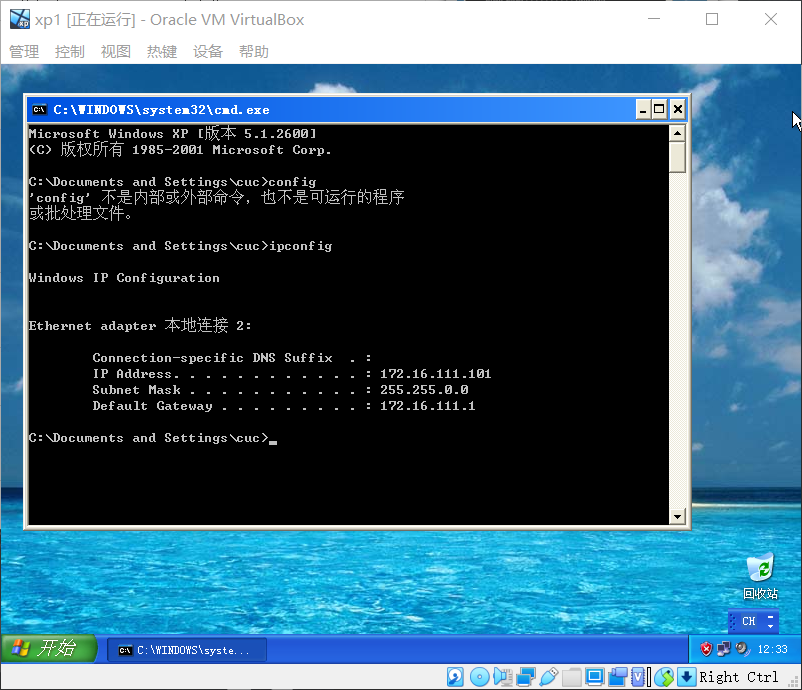 xp1 [正在运行] - Oracle VM VirtualBox
管理 控制 视图 热键 设备 帮助
C:\WINDOWS\system32\cmd.exe
Microsoft Windows XP [版本 5.1.2600]
(C) 版权所有 1985-2001 Microsoft Corp.
C:\Documents and Settings\cuc>config
'config' 不是内部或外部命令，也不是可运行的程序
或批处理文件。
C:\Documents and Settings\cuc>ipconfig
Windows IP Configuration
Ethernet adapter 本地连接 2:
Connection-specific DNS Suffix  . :
IP Address. . . . . . . . . . . . : 172.16.111.101
Subnet Mask . . . . . . . . . . . : 255.255.0.0
Default Gateway . . . . . . . . . : 172.16.111.1
C:\Documents and Settings\cuc>_
回收站
CH
开始 C:\WINDOWS\syste... 12:33
Right Ctrl